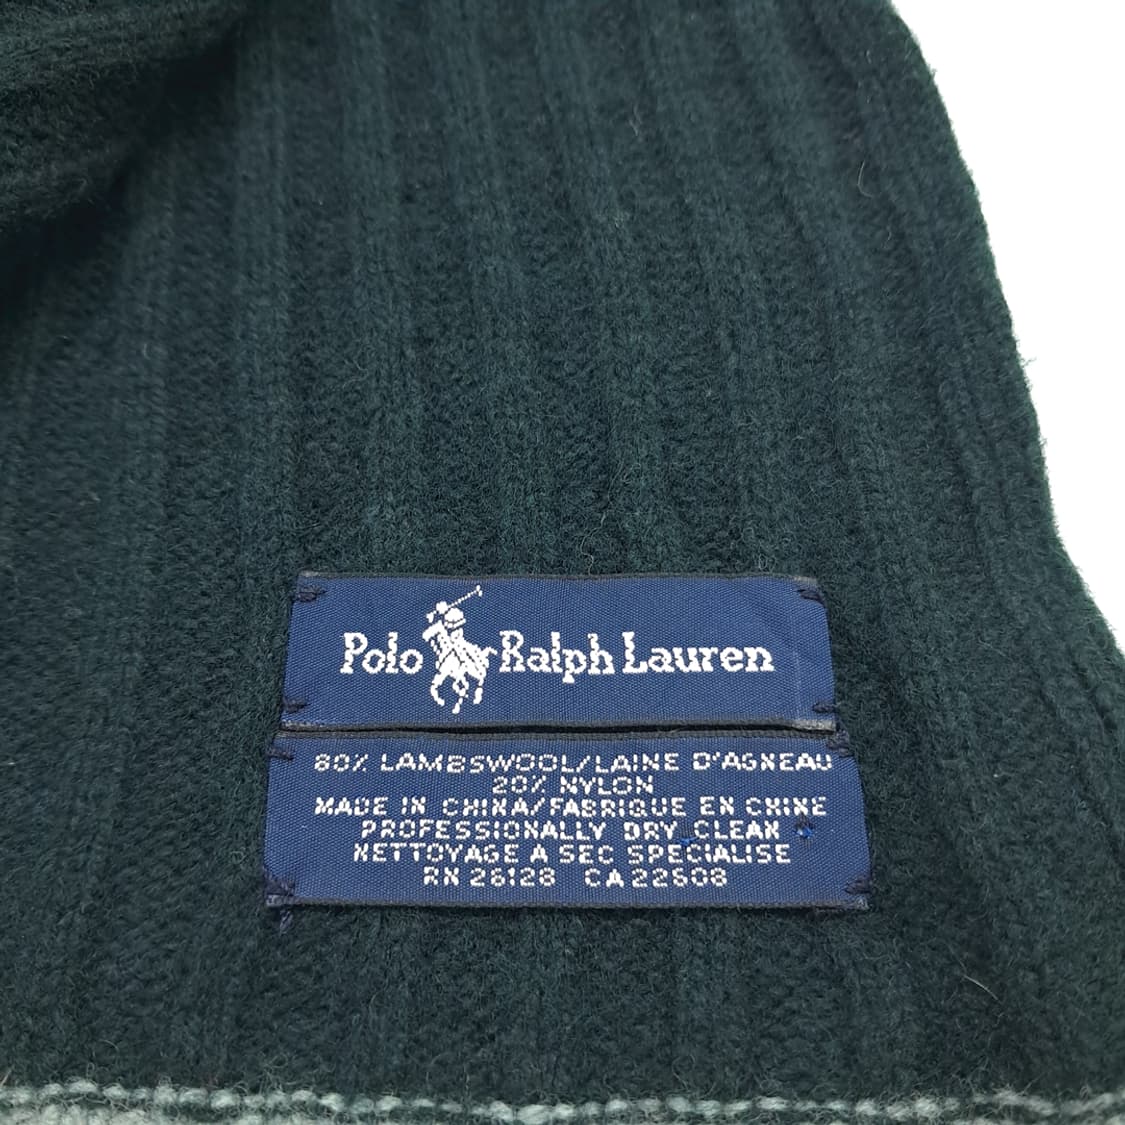 Polo Ralph Lauren
80% LAMBSWOOL/LAINE D'AGNEAU
20% NYLON
MADE IN CHINA/FABRIQUE EN CHINE
PROFESSIONALLY DRY CLEAN
NETTOYAGE A SEC SPECIALISE
RN 26128 CA 22608